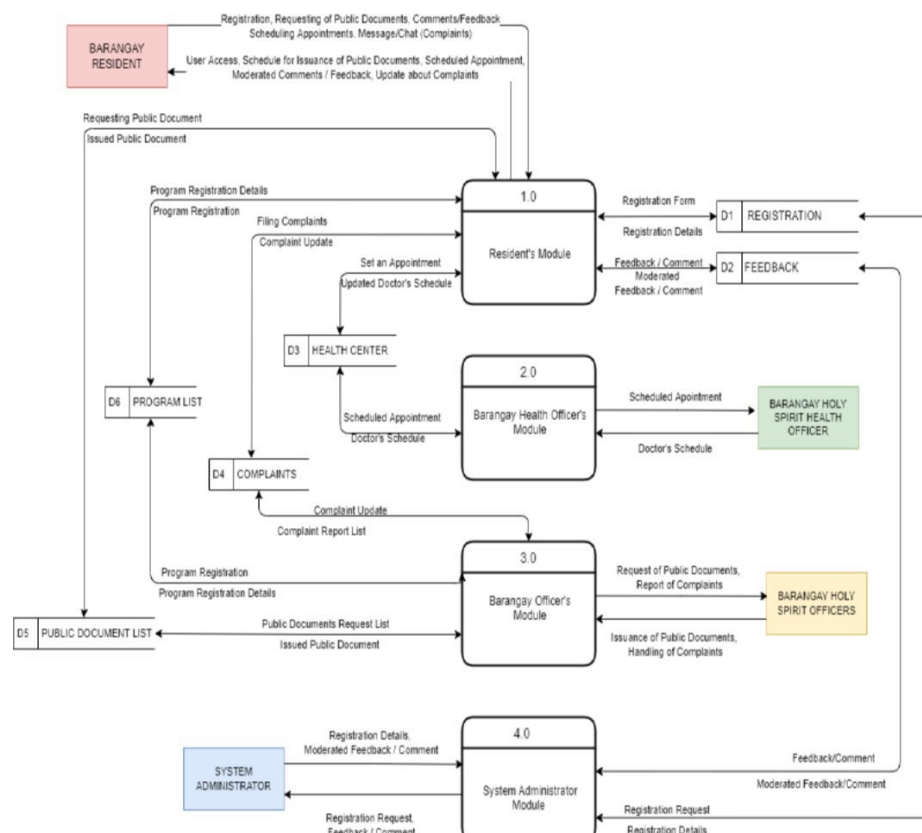 Registration, Requesting of Public Documents, Comments/Feedback
Scheduling Appointments, Message/Chat (Complaints)
BARANGAY
RESIDENT
User Access, Schedule for Issuance of Public Documents, Scheduled Appointment,
Moderated Comments / Feedback, Update about Complaints
Requesting Public Document
Issued Public Document
Program Registration Details
Program Registration
Filing Complaints
Complaint Update
Set an Appointment
Updated Doctor's Schedule
1.0
Resident's Module
Registration Form
Registration Details
D1 REGISTRATION
Feedback / Comment
Moderated
Feedback / Comment
D2 FEEDBACK
D3 HEALTH CENTER
D6 PROGRAM LIST
Scheduled Appointment
Doctor's Schedule
2.0
Barangay Health Officer's
Module
Scheduled Apointment
Doctor's Schedule
BARANGAY HOLY
SPIRIT HEALTH
OFFICER
D4 COMPLAINTS
Complaint Update
Complaint Report List
Program Registration
Program Registration Details
3.0
Barangay Officer's
Module
Request of Public Documents,
Report of Complaints
Issuance of Public Documents,
Handling of Complaints
BARANGAY HOLY
SPIRIT OFFICERS
D5 PUBLIC DOCUMENT LIST
Public Documents Request List
Issued Public Document
Registration Details,
Moderated Feedback / Comment
SYSTEM
ADMINISTRATOR
Registration Request,
Feedback / Comment
4.0
System Administrator
Module
Feedback/Comment
Moderated Feedback/Comment
Registration Request
Registration Details